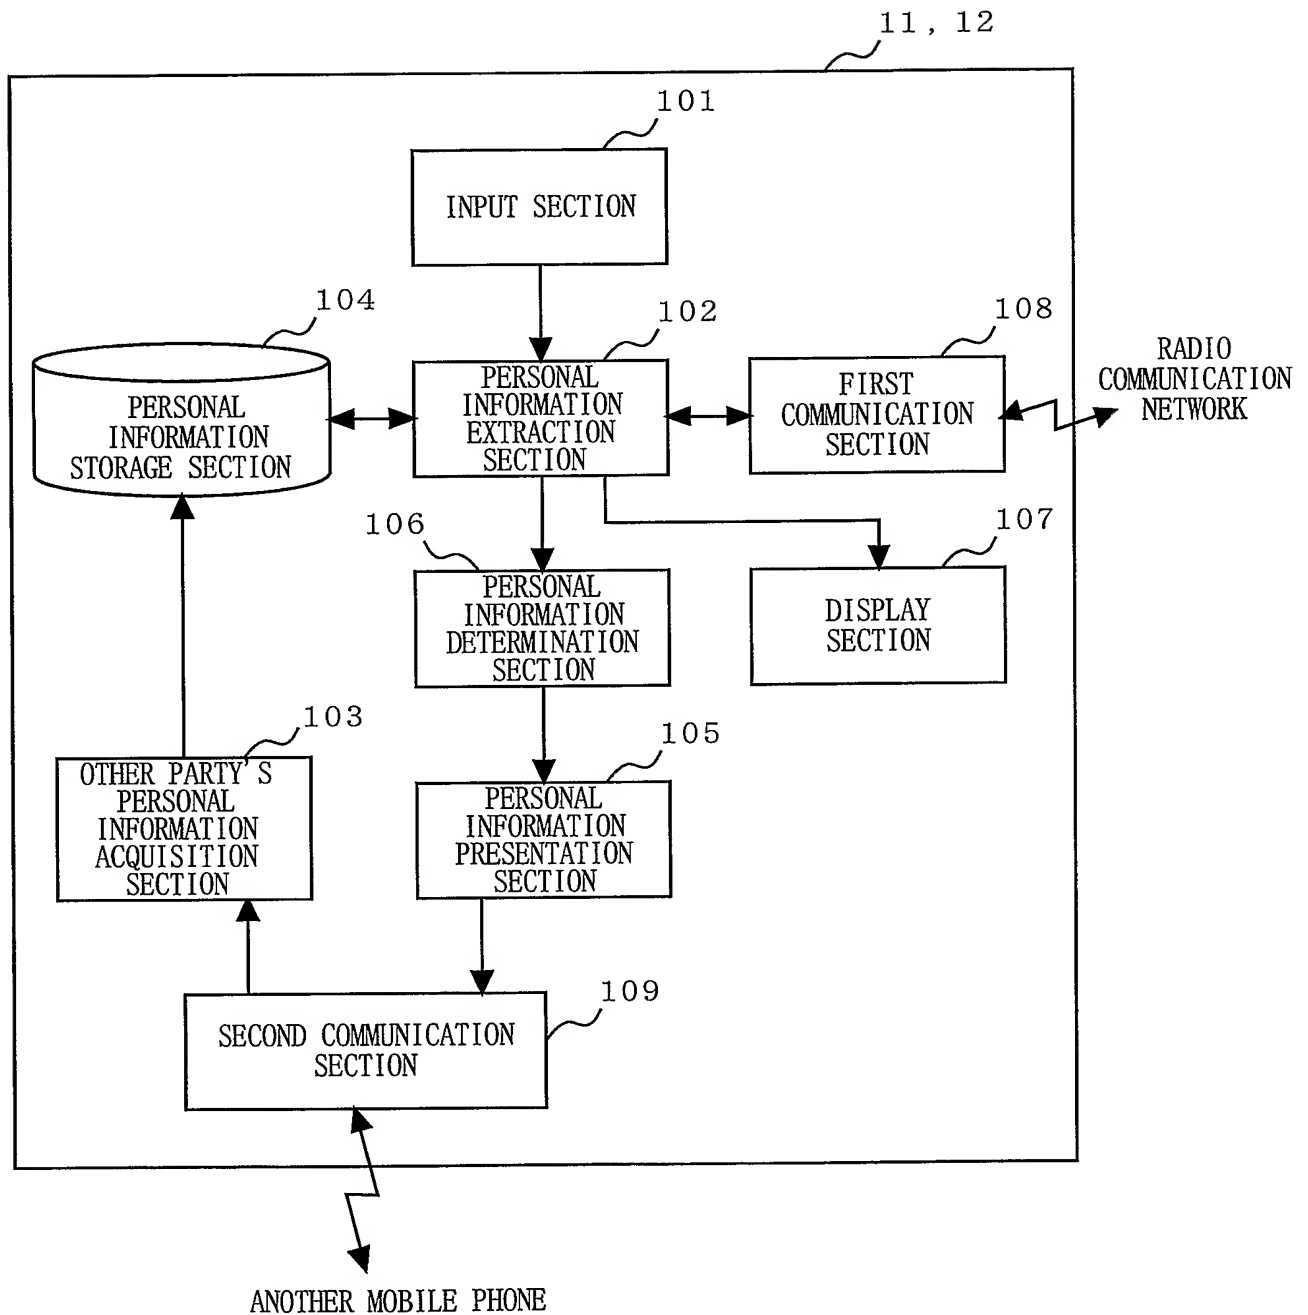 11, 12
101
INPUT SECTION
104
PERSONAL
INFORMATION
STORAGE SECTION
102
PERSONAL
INFORMATION
EXTRACTION
SECTION
108
FIRST
COMMUNICATION
SECTION
RADIO
COMMUNICATION
NETWORK
106
PERSONAL
INFORMATION
DETERMINATION
SECTION
107
DISPLAY
SECTION
103
OTHER PARTY'S
PERSONAL
INFORMATION
ACQUISITION
SECTION
105
PERSONAL
INFORMATION
PRESENTATION
SECTION
109
SECOND COMMUNICATION
SECTION
ANOTHER MOBILE PHONE